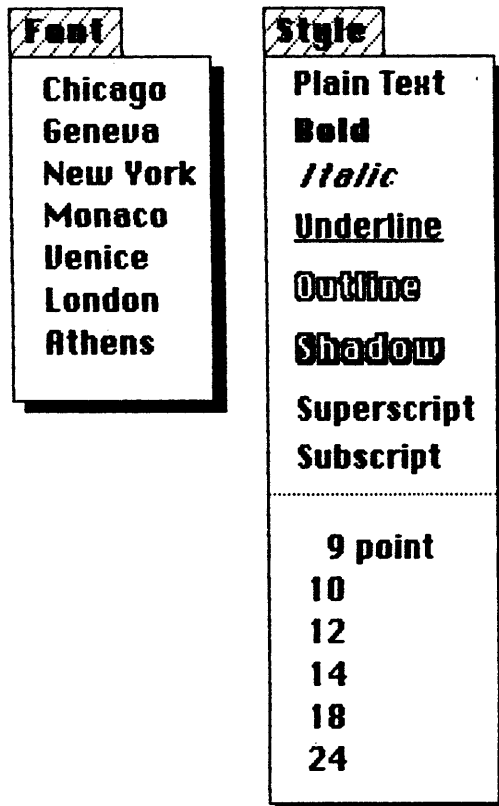 Font
Chicago
Geneva
New York
Monaco
Venice
London
Athens
Style
Plain Text
Bold
Italic
Underline
Outline
Shadow
Superscript
Subscript
9 point
10
12
14
18
24